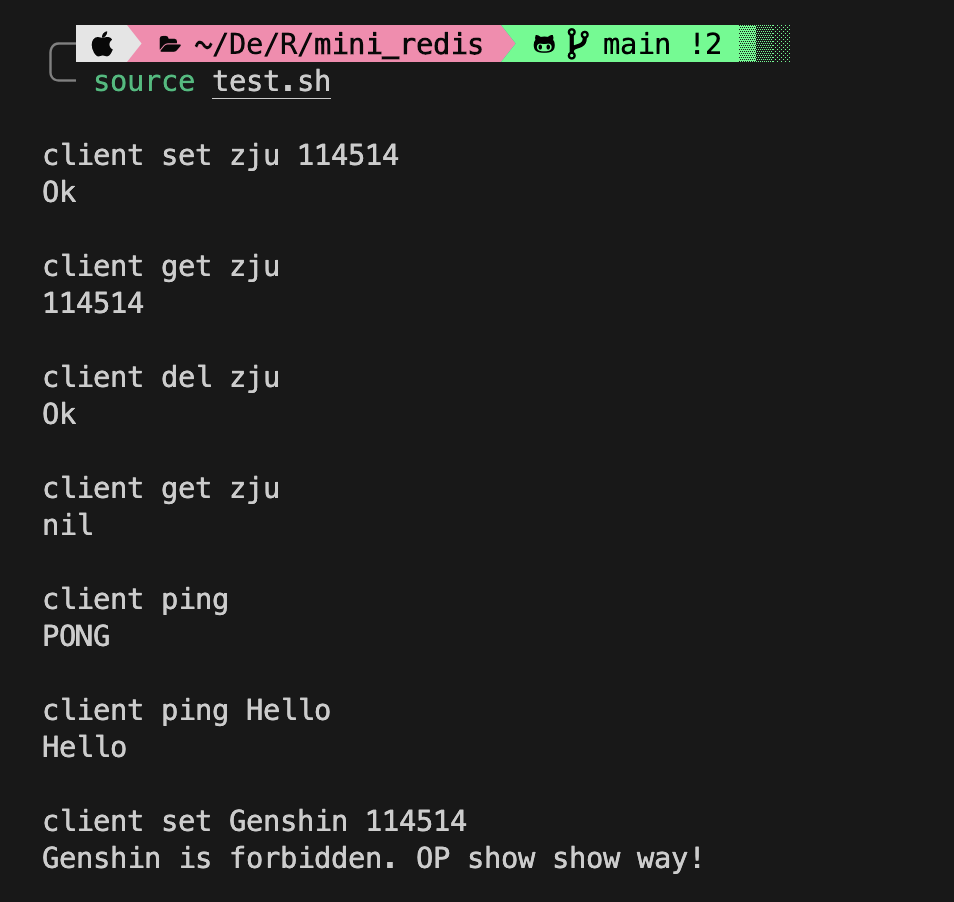 ~/De/R/mini_redis main !2
source test.sh
client set zju 114514
Ok
client get zju
114514
client del zju
Ok
client get zju
nil
client ping
PONG
client ping Hello
Hello
client set Genshin 114514
Genshin is forbidden. OP show show way!